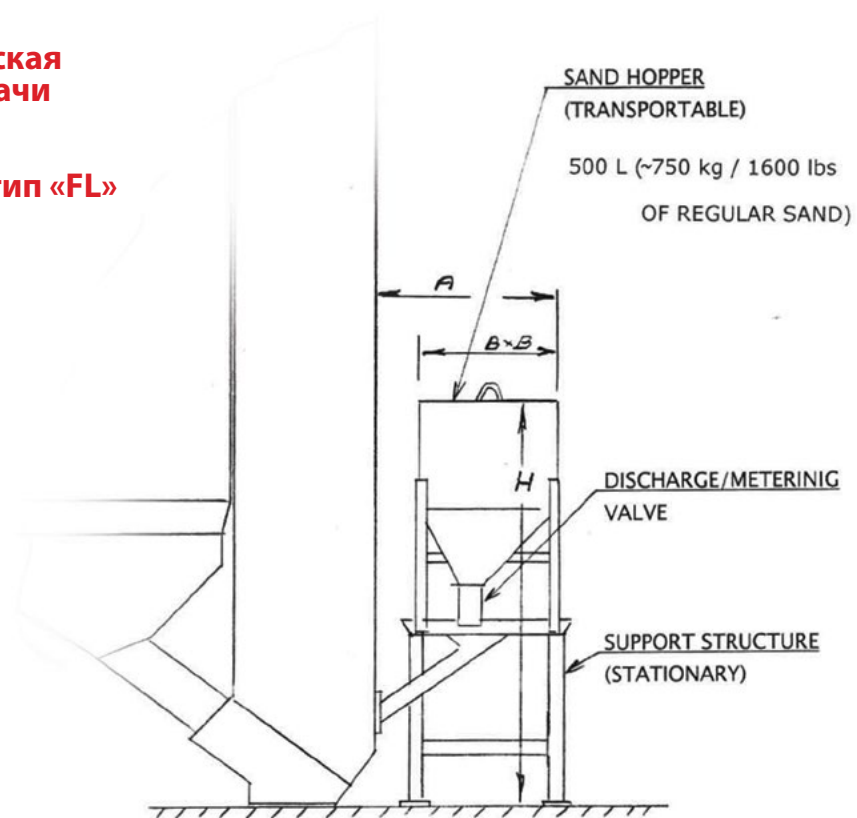 ская
ачи
тип «FL»
SAND HOPPER
(TRANSPORTABLE)
500 L (~750 kg / 1600 lbs
OF REGULAR SAND)
A
B×B
H
DISCHARGE/METERINIG
VALVE
SUPPORT STRUCTURE
(STATIONARY)